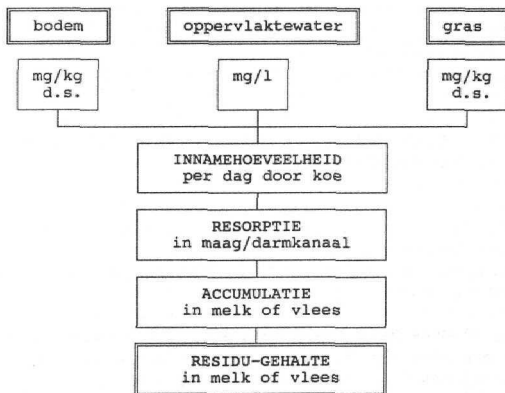 bodem
oppervlaktewater
gras
mg/kg
d.s.
mg/l
mg/kg
d.s.
INNAMEHOEVEELHEID
per dag door koe
RESORPTIE
in maag/darmkanaal
ACCUMULATIE
in melk of vlees
RESIDU-GEHALTE
in melk of vlees